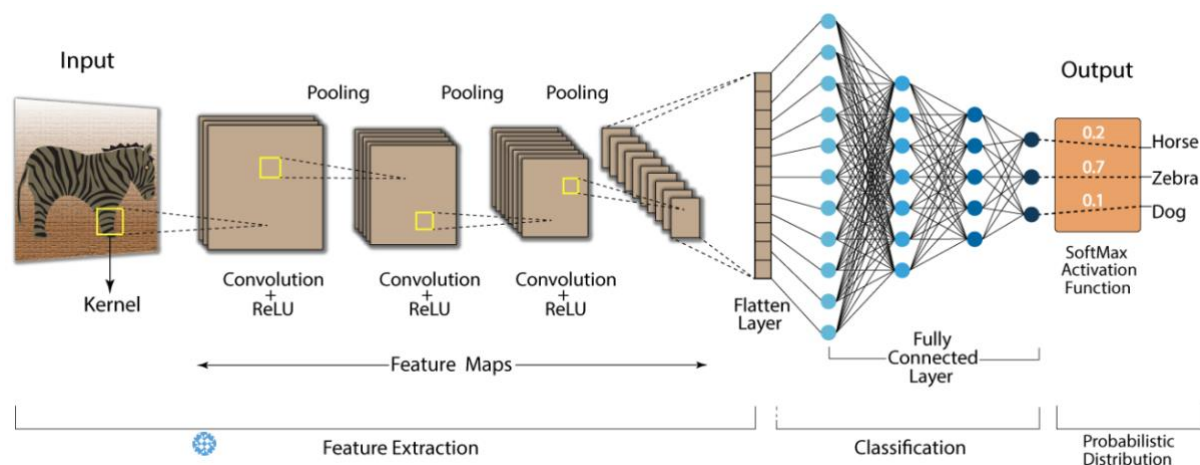 Input
Kernel
Pooling
Pooling
Pooling
Convolution
+
ReLU
Convolution
+
ReLU
Convolution
+
ReLU
Feature Maps
Flatten
Layer
Fully
Connected
Layer
Output
0.2
0.7
0.1
Horse
Zebra
Dog
SoftMax
Activation
Function
Feature Extraction
Classification
Probabilistic
Distribution